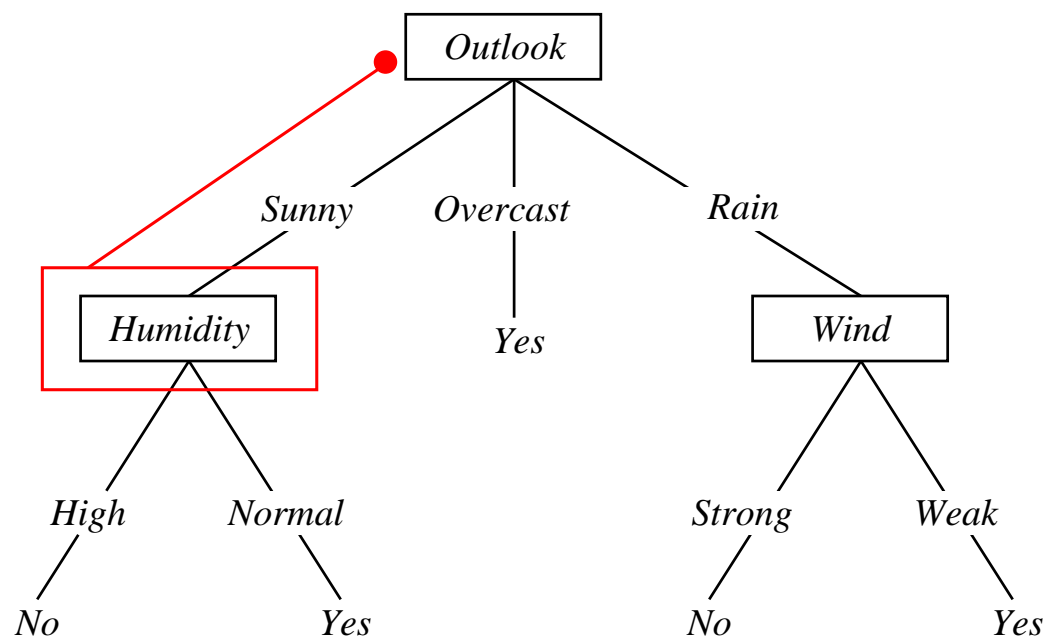 Outlook
Sunny Overcast Rain
Humidity Yes Wind
High Normal Strong Weak
No Yes No Yes